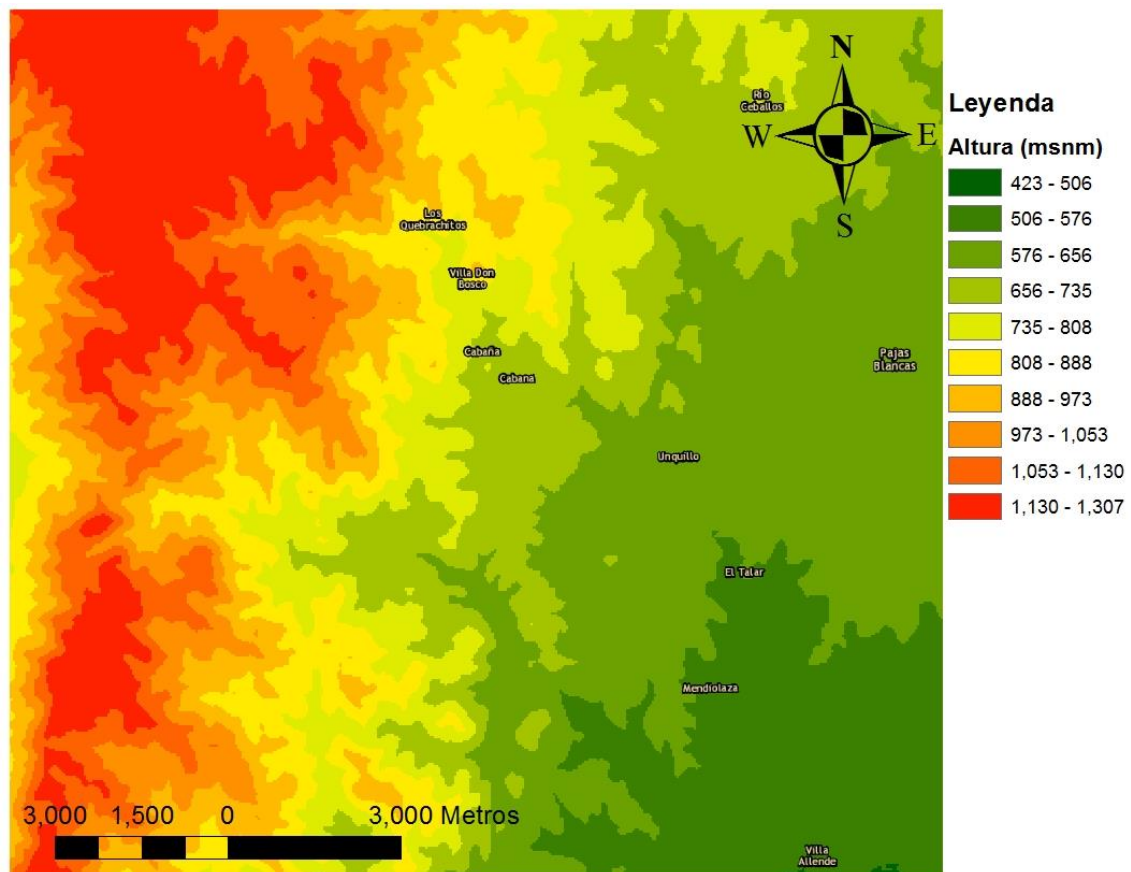 N
W
E
S
Río
Ceballos
Los
Quebrachitos
Villa Don
Bosco
Cabaña
Cabana
Pajas
Blancas
Unquillo
El Talar
Mendiolaza
Villa
Allende
3,000 1,500 0 3,000 Metros
Leyenda
Altura (msnm)
423 - 506
506 - 576
576 - 656
656 - 735
735 - 808
808 - 888
888 - 973
973 - 1,053
1,053 - 1,130
1,130 - 1,307